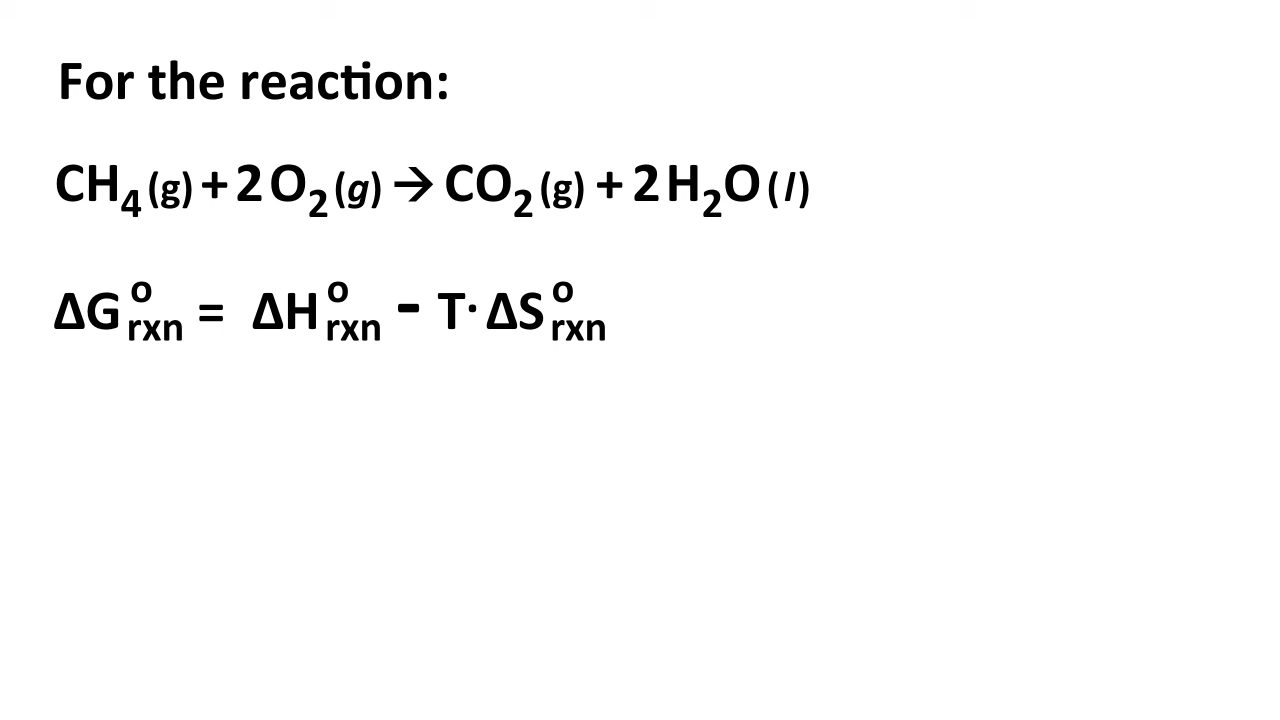 For the reaction:
CH₄(g) + 2O₂(g) → CO₂(g) + 2H₂O(l)
ΔG°rxn = ΔH°rxn - T·ΔS°rxn